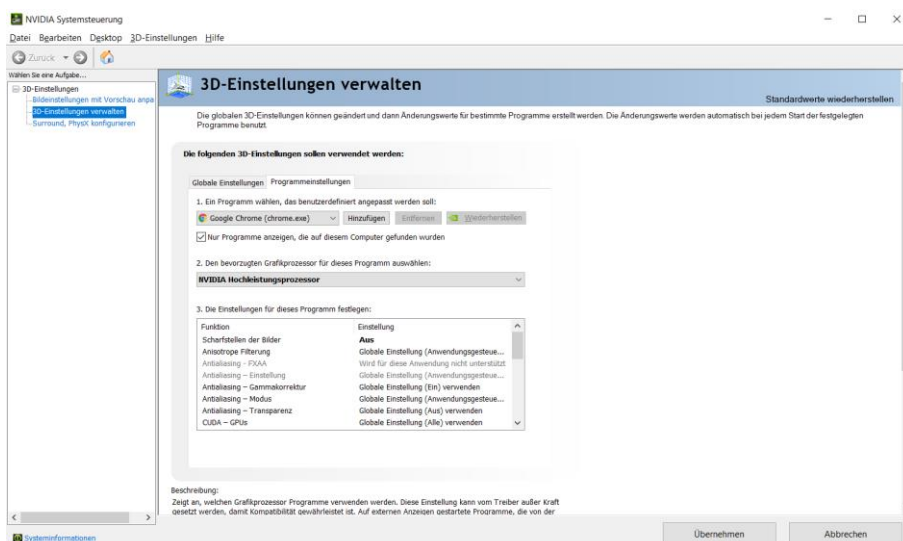 NVIDIA Systemsteuerung
Datei Bearbeiten Desktop 3D-Einstellungen Hilfe
Zurück
Wählen Sie eine Aufgabe...
3D-Einstellungen
Bildeinstellungen mit Vorschau anpa
3D-Einstellungen verwalten
Surround, PhysX konfigurieren
Systeminformationen
3D-Einstellungen verwalten
Standardwerte wiederherstellen
Die globalen 3D-Einstellungen können geändert und dann Änderungswerte für bestimmte Programme erstellt werden. Die Änderungswerte werden automatisch bei jedem Start der festgelegten
Programme benutzt.
Die folgenden 3D-Einstellungen sollen verwendet werden:
Globale Einstellungen Programmeinstellungen
1. Ein Programm wählen, das benutzerdefiniert angepasst werden soll:
Google Chrome (chrome.exe) Hinzufügen Entfernen Wiederherstellen
Nur Programme anzeigen, die auf diesem Computer gefunden wurden
2. Den bevorzugten Grafikprozessor für dieses Programm auswählen:
NVIDIA Hochleistungsprozessor
3. Die Einstellungen für dieses Programm festlegen:
Funktion Einstellung
Scharfstellen der Bilder Aus
Anisotrope Filterung Globale Einstellung (Anwendungsgesteue...
Antialiasing - FXAA Wird für diese Anwendung nicht unterstützt
Antialiasing – Einstellung Globale Einstellung (Anwendungsgesteue...
Antialiasing – Gammakorrektur Globale Einstellung (Ein) verwenden
Antialiasing – Modus Globale Einstellung (Anwendungsgesteue...
Antialiasing – Transparenz Globale Einstellung (Aus) verwenden
CUDA – GPUs Globale Einstellung (Alle) verwenden
Beschreibung:
Zeigt an, welchen Grafikprozessor Programme verwenden werden. Diese Einstellung kann vom Treiber außer Kraft
gesetzt werden, damit Kompatibilität gewährleistet ist. Auf externen Anzeigen gestartete Programme, die von der
Übernehmen Abbrechen